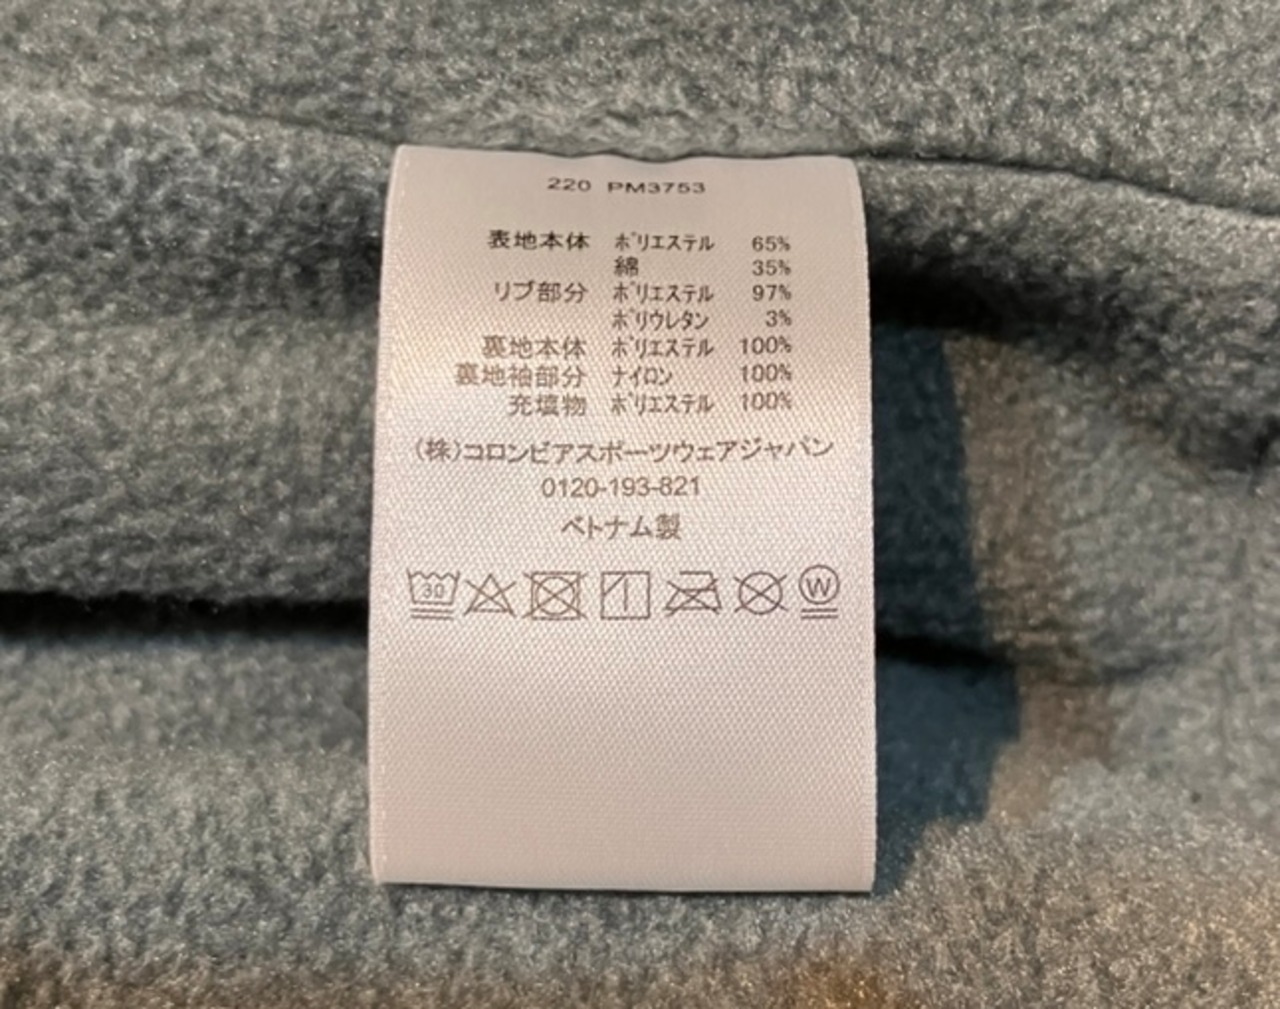 220 PM3753
表地本体 ポリエステル 65%
綿 35%
リブ部分 ポリエステル 97%
ポリウレタン 3%
裏地本体 ポリエステル 100%
裏地袖部分 ナイロン 100%
充填物 ポリエステル 100%
(株)コロンビアスポーツウェアジャパン
0120-193-821
ベトナム製
30 W